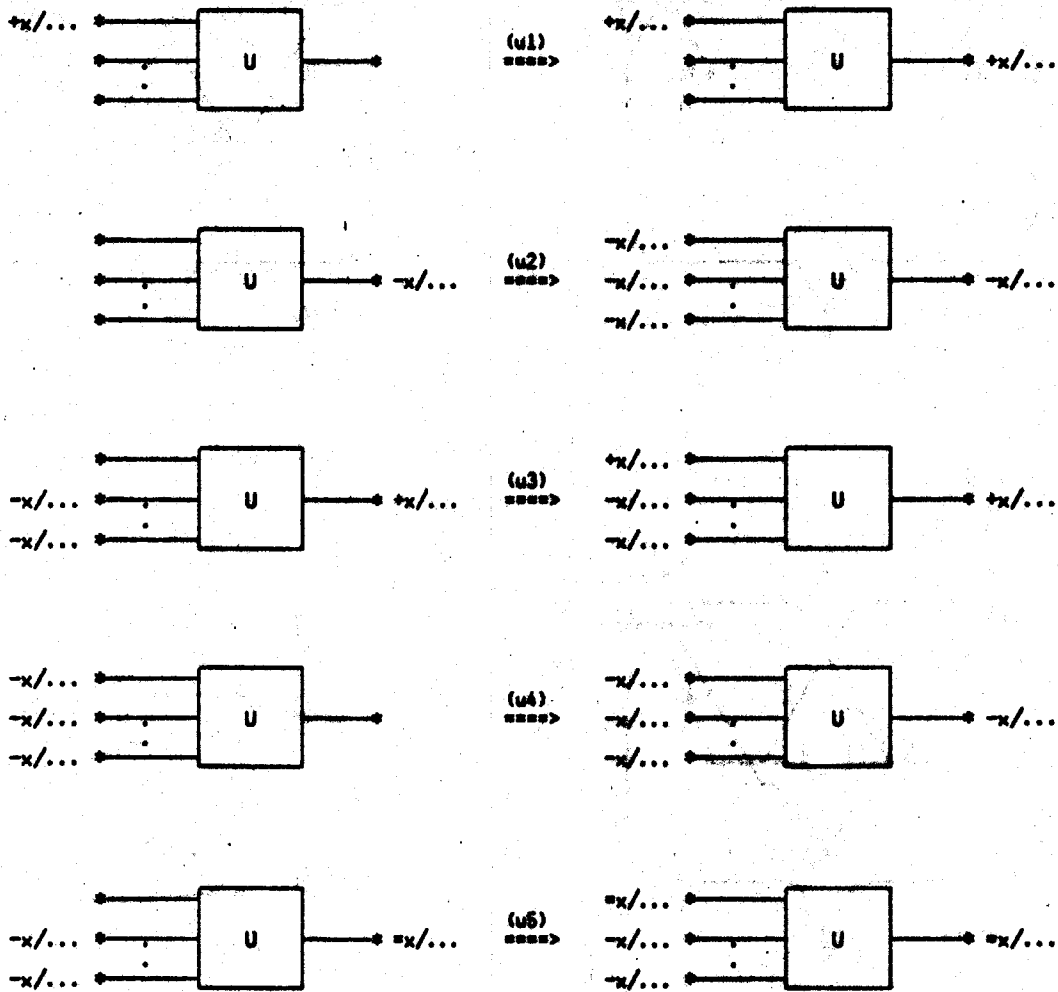 +x/... * U * (u1) +x/... * U * +x/...
* . * ====> * . *
* . * .
* U * -x/... (u2) -x/... * U * -x/...
* . ====> -x/... * .
* . -x/... * .
* U * +x/... (u3) +x/... * U * +x/...
-x/... * . ====> -x/... * .
-x/... * . -x/... * .
-x/... * U * (u4) -x/... * U * -x/...
-x/... * . ====> -x/... * .
-x/... * . -x/... * .
* U * =x/... (u5) =x/... * U * =x/...
-x/... * . ====> -x/... * .
-x/... * . -x/... * .